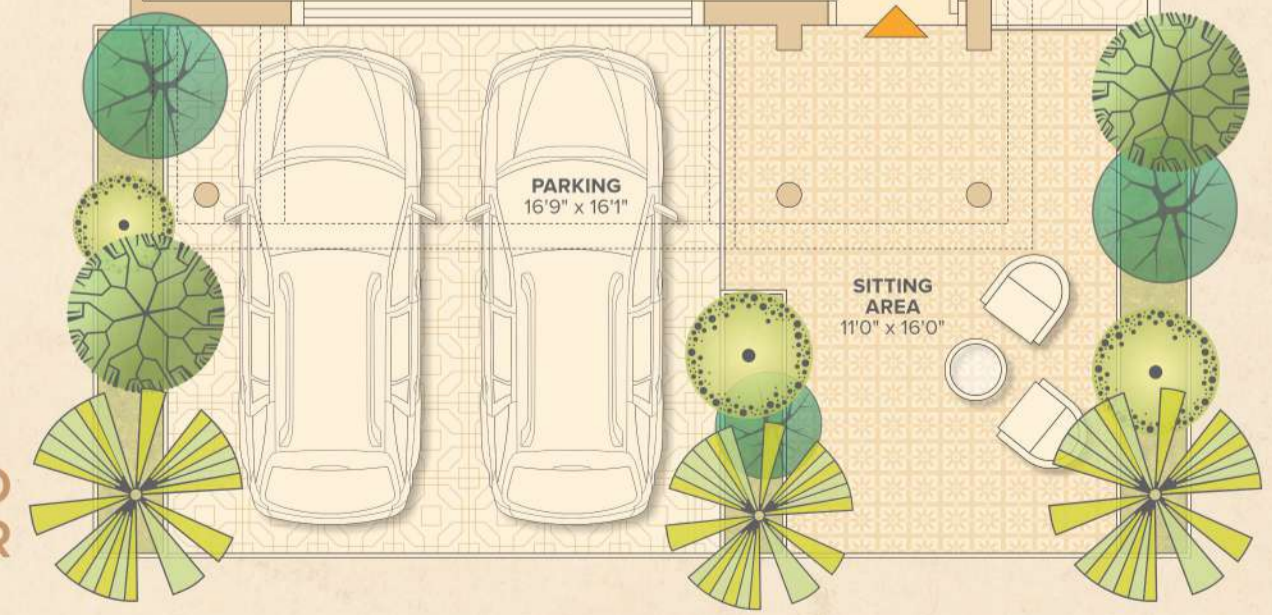 PARKING
16'9" x 16'1"
SITTING
AREA
11'0" x 16'0"